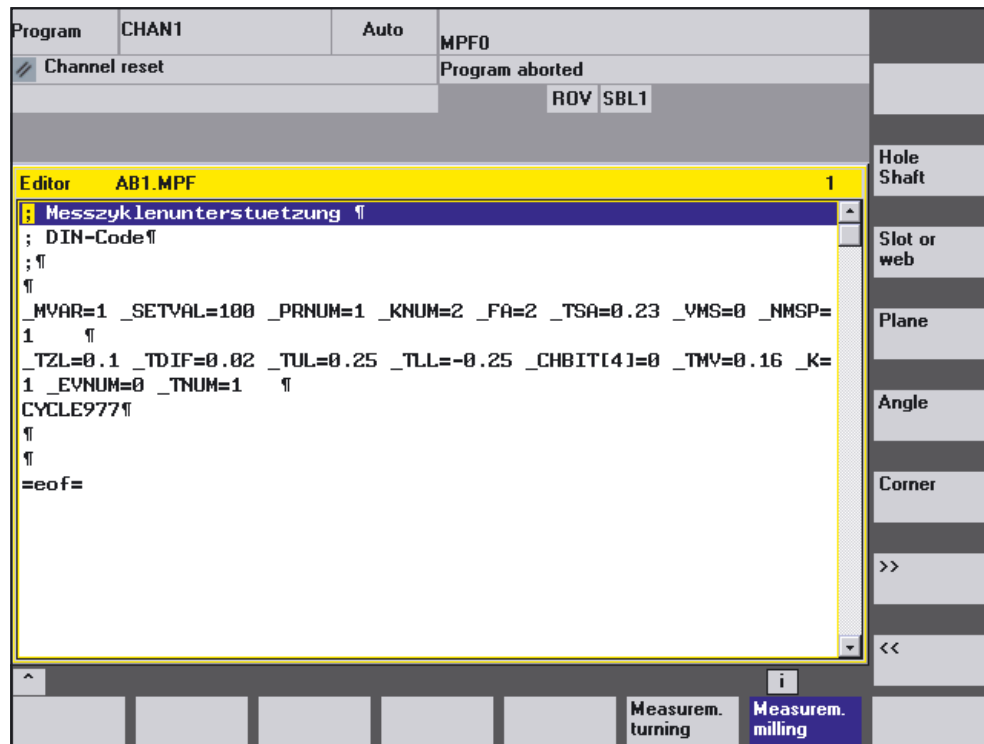 Program CHAN1 Auto MPF0
Channel reset Program aborted
ROV SBL1
Editor AB1.MPF 1
; Messzyklenunterstuetzung ¶
; DIN-Code¶
;¶
¶
_MVAR=1 _SETVAL=100 _PRNUM=1 _KNUM=2 _FA=2 _TSA=0.23 _VMS=0 _NMSP=
1 ¶
_TZL=0.1 _TDIF=0.02 _TUL=0.25 _TLL=-0.25 _CHBIT[4]=0 _TMV=0.16 _K=
1 _EVNUM=0 _TNUM=1 ¶
CYCLE977¶
¶
¶
=eof=
Hole
Shaft
Slot or
web
Plane
Angle
Corner
>>
<<
^ i
Measurem.
turning
Measurem.
milling